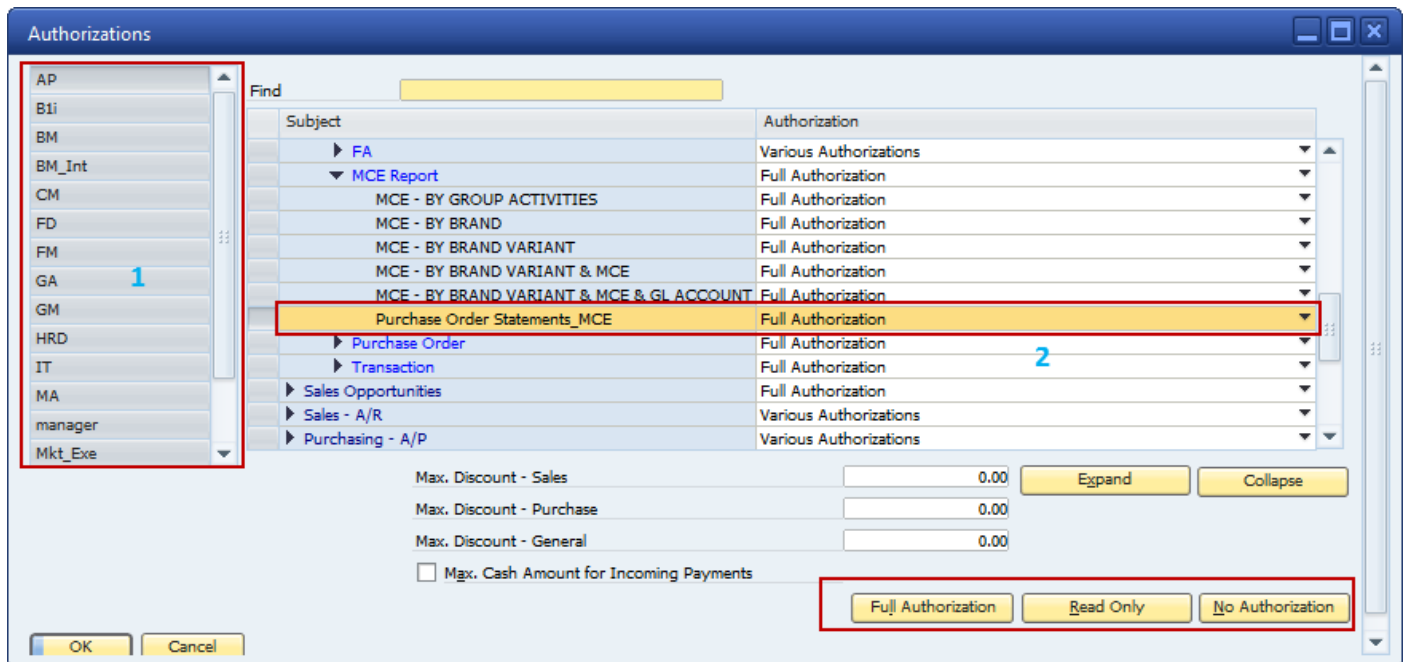 Authorizations
AP
B1i
BM
BM_Int
CM
FD
FM
GA
GM
HRD
IT
MA
manager
Mkt_Exe
1
Find
Subject Authorization
FA Various Authorizations
MCE Report Full Authorization
MCE - BY GROUP ACTIVITIES Full Authorization
MCE - BY BRAND Full Authorization
MCE - BY BRAND VARIANT Full Authorization
MCE - BY BRAND VARIANT & MCE Full Authorization
MCE - BY BRAND VARIANT & MCE & GL ACCOUNT Full Authorization
Purchase Order Statements_MCE Full Authorization
Purchase Order Full Authorization
Transaction Full Authorization
2
Sales Opportunities Full Authorization
Sales - A/R Various Authorizations
Purchasing - A/P Various Authorizations
Max. Discount - Sales 0.00 Expand Collapse
Max. Discount - Purchase 0.00
Max. Discount - General 0.00
Max. Cash Amount for Incoming Payments
Full Authorization Read Only No Authorization
OK Cancel